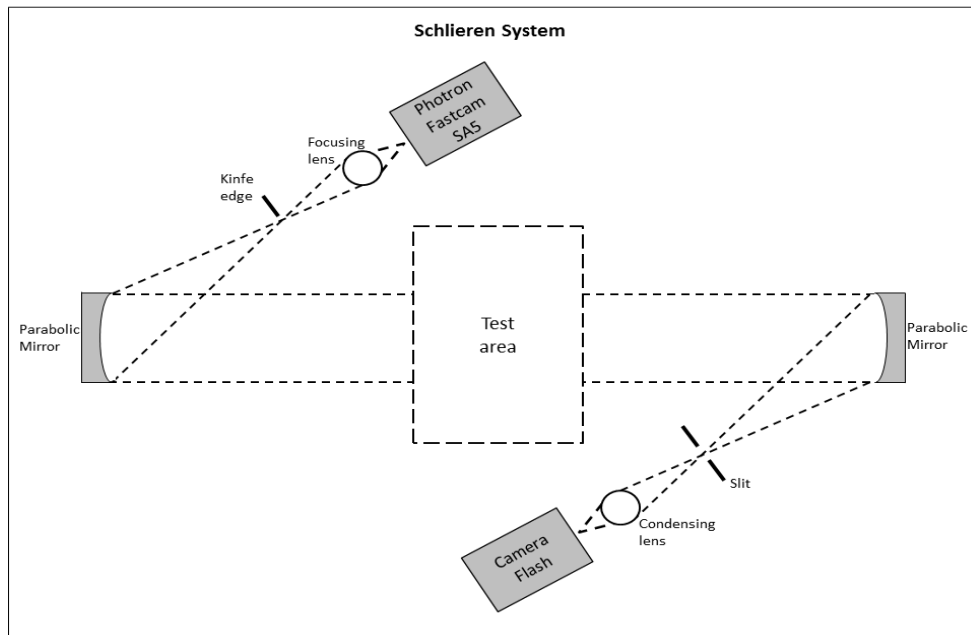 Schlieren System
Photron
Fastcam
SA5
Focusing
lens
Kinfe
edge
Parabolic
Mirror
Test
area
Parabolic
Mirror
Slit
Condensing
lens
Camera
Flash